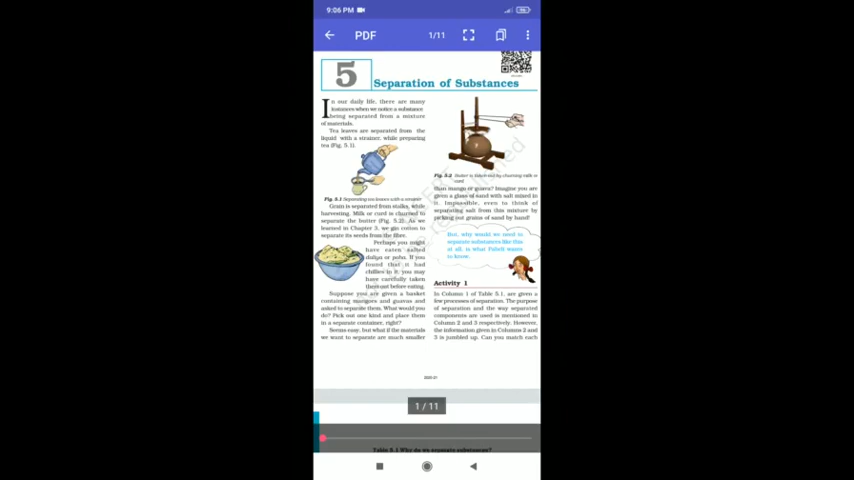 9:06 PM
PDF
1/11
5
Separation of Substances
In our daily life, there are many
instances when we notice a substance
being separated from a mixture
of materials.
Tea leaves are separated from the
liquid with a strainer, while preparing
tea (Fig. 5.1).
Fig. 5.1 Separating tea leaves with a strainer
Grain is separated from stalks, while
harvesting. Milk or curd is churned to
separate the butter (Fig. 5.2). As we
learned in Chapter 3, we gin cotton to
separate its seeds from the fibre.
Perhaps you might
have eaten salted
daliya or poha. If you
found that it had
chillies in it, you may
have carefully taken
them out before eating.
Suppose you are given a basket
containing mangoes and guavas and
asked to separate them. What would you
do? Pick out one kind and place them
in a separate container, right?
Seems easy, but what if the materials
we want to separate are much smaller
Fig. 5.2 Butter is taken out by churning milk or
curd
than mango or guava? Imagine you are
given a glass of sand with salt mixed in
it. Impossible, even to think of
separating salt from this mixture by
picking out grains of sand by hand!
But, why would we need to
separate substances like this
at all, is what Paheli wants
to know.
Activity 1
In Column 1 of Table 5.1, are given a
few processes of separation. The purpose
of separation and the way separated
components are used is mentioned in
Column 2 and 3 respectively. However,
the information given in Columns 2 and
3 is jumbled up. Can you match each
1 / 11
Table 5.1 Why do we separate substances?